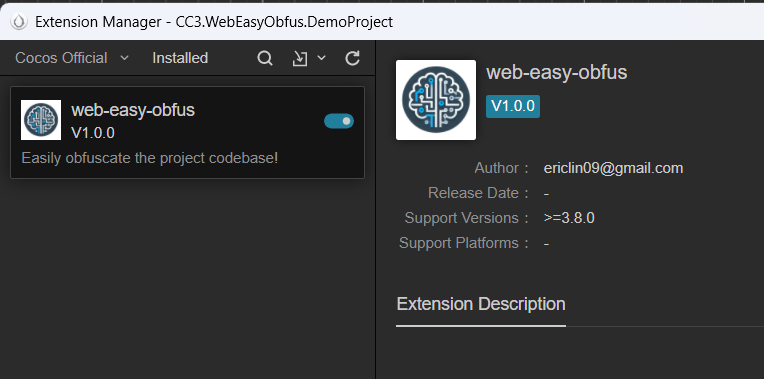 Extension Manager - CC3.WebEasyObfus.DemoProject
Cocos Official
Installed
web-easy-obfus
V1.0.0
Easily obfuscate the project codebase!
web-easy-obfus
V1.0.0
Author : ericlin09@gmail.com
Release Date : -
Support Versions : >=3.8.0
Support Platforms : -
Extension Description